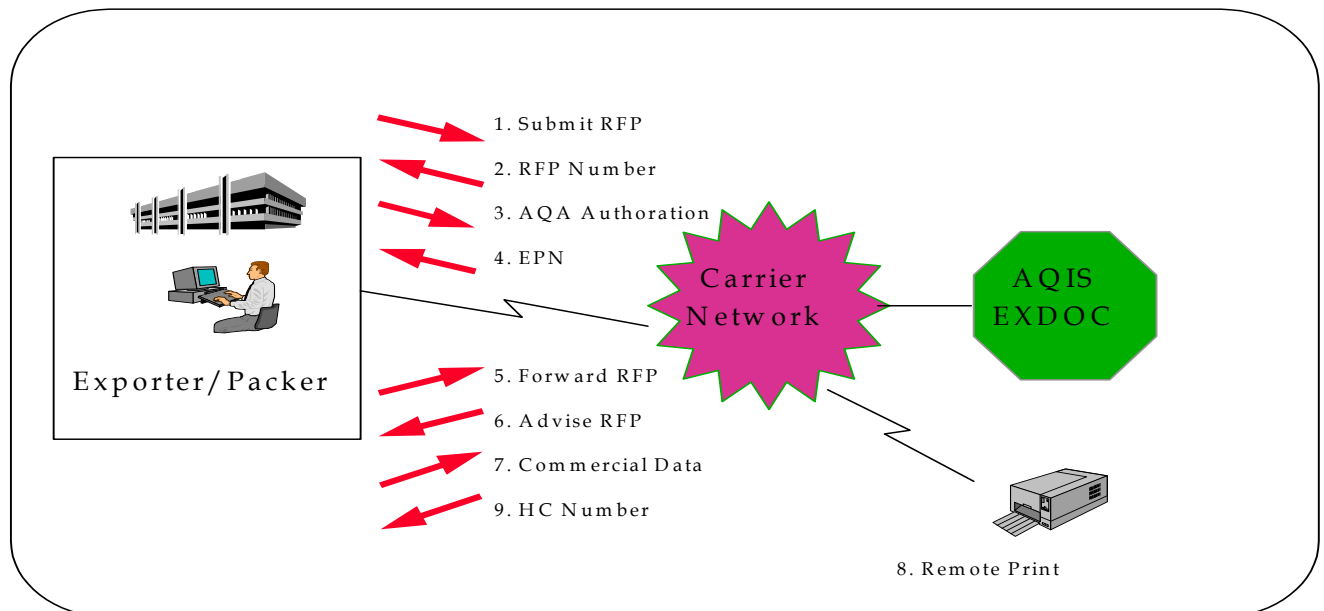 1. Submit RFP
2. RFP Number
3. AQA Authoration
4. EPN
Exporter/Packer
Carrier
Network
AQIS
EXDOC
5. Forward RFP
6. Advise RFP
7. Commercial Data
9. HC Number
8. Remote Print